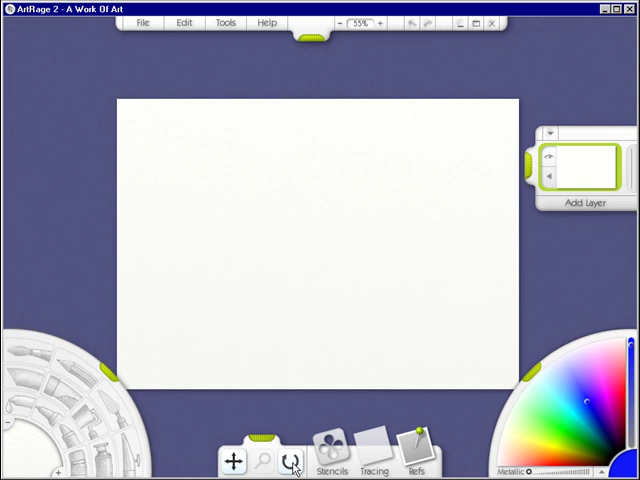 ArtRage 2 - A Work Of Art
File Edit Tools Help - 55% +
Add Layer
Stencils Tracing Refs
Metallic